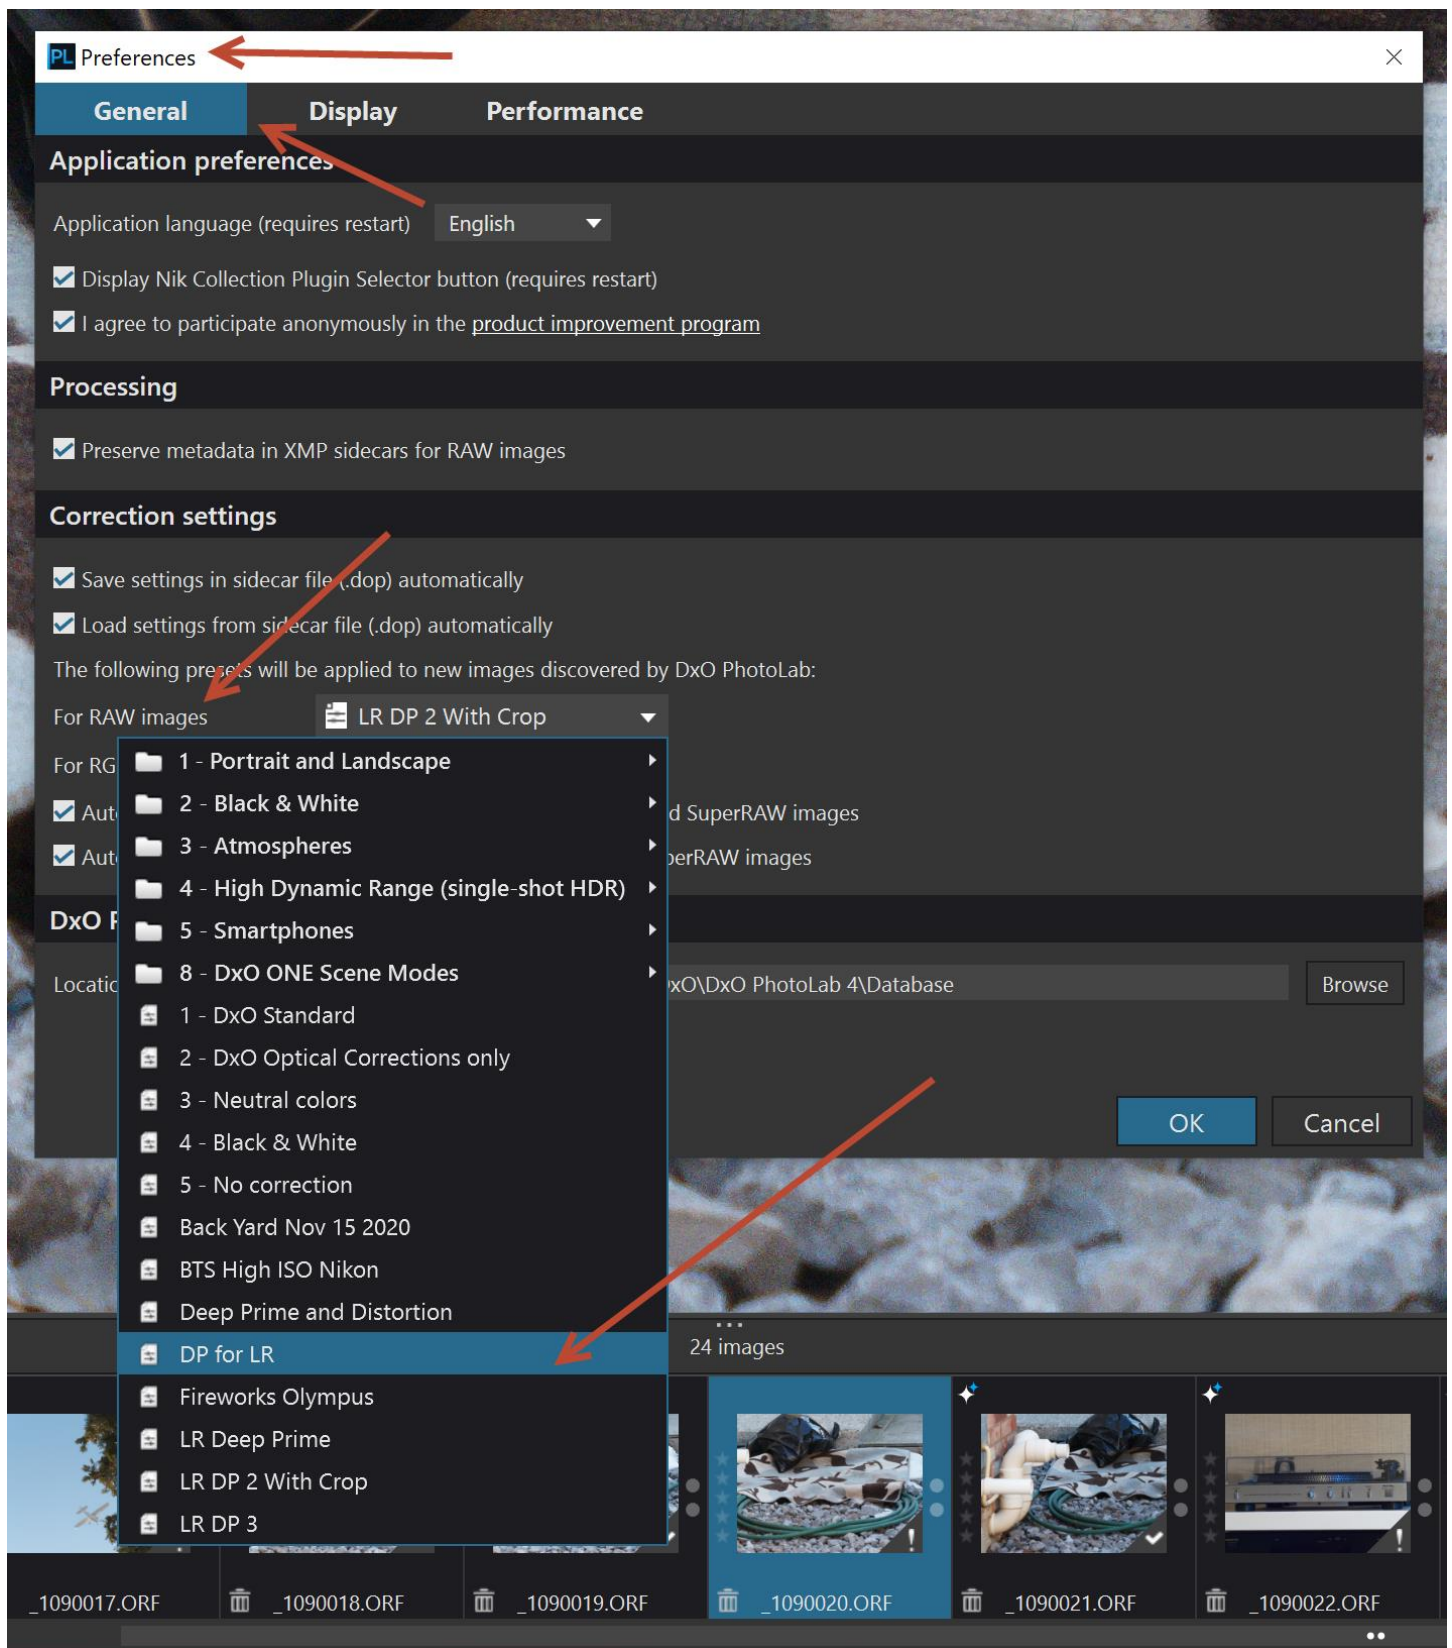 PL Preferences
General Display Performance
Application preferences
Application language (requires restart) English
Display Nik Collection Plugin Selector button (requires restart)
I agree to participate anonymously in the product improvement program
Processing
Preserve metadata in XMP sidecars for RAW images
Correction settings
Save settings in sidecar file (.dop) automatically
Load settings from sidecar file (.dop) automatically
The following presets will be applied to new images discovered by DxO PhotoLab:
For RAW images LR DP 2 With Crop
1 - Portrait and Landscape
For RG
2 - Black & White
Aut d SuperRAW images
3 - Atmospheres
Aut erRAW images
4 - High Dynamic Range (single-shot HDR)
DxO
5 - Smartphones
8 - DxO ONE Scene Modes
Locatio xO\DxO PhotoLab 4\Database Browse
1 - DxO Standard
2 - DxO Optical Corrections only
3 - Neutral colors
OK Cancel
4 - Black & White
5 - No correction
Back Yard Nov 15 2020
BTS High ISO Nikon
Deep Prime and Distortion
DP for LR
24 images
Fireworks Olympus
LR Deep Prime
LR DP 2 With Crop
LR DP 3
_1090017.ORF _1090018.ORF _1090019.ORF _1090020.ORF _1090021.ORF _1090022.ORF